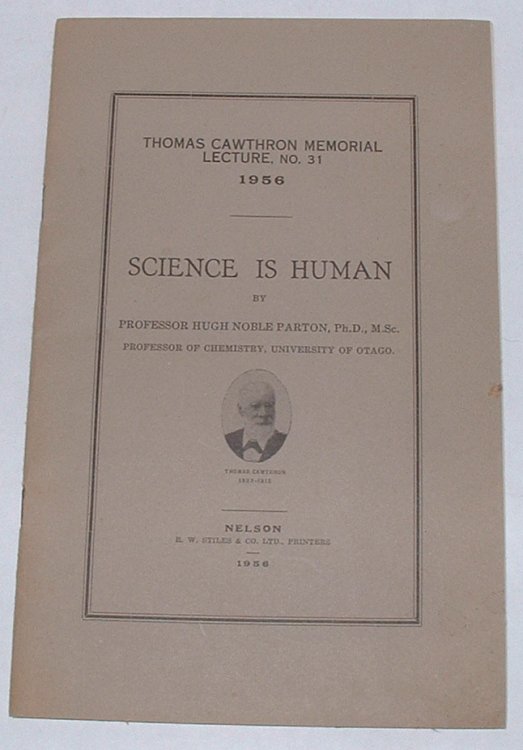 THOMAS CAWTHRON MEMORIAL
LECTURE, NO. 31
1956
SCIENCE IS HUMAN
BY
PROFESSOR HUGH NOBLE PARTON, Ph.D., M.Sc.
PROFESSOR OF CHEMISTRY, UNIVERSITY OF OTAGO.
THOMAS CAWTHRON
NELSON
R. W. STILES & CO. LTD., PRINTERS
1956